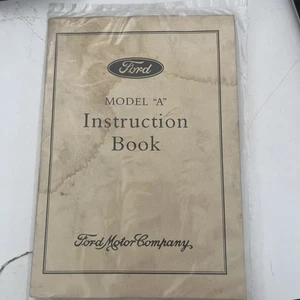 Ford
MODEL "A"
Instruction
Book
Ford Motor Company